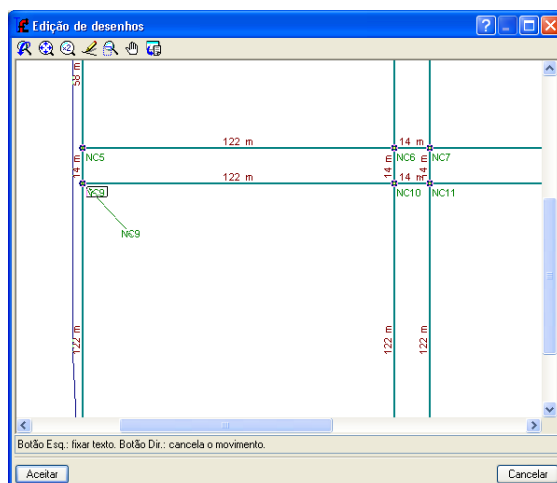 Edição de desenhos
58 m
122 m
14 m
NC5
NC6
NC7
14 m
14 m
14 m
122 m
14 m
NC9
NC10
NC11
NC9
122 m
122 m
122 m
Botão Esq.: fixar texto. Botão Dir.: cancela o movimento.
Aceitar
Cancelar